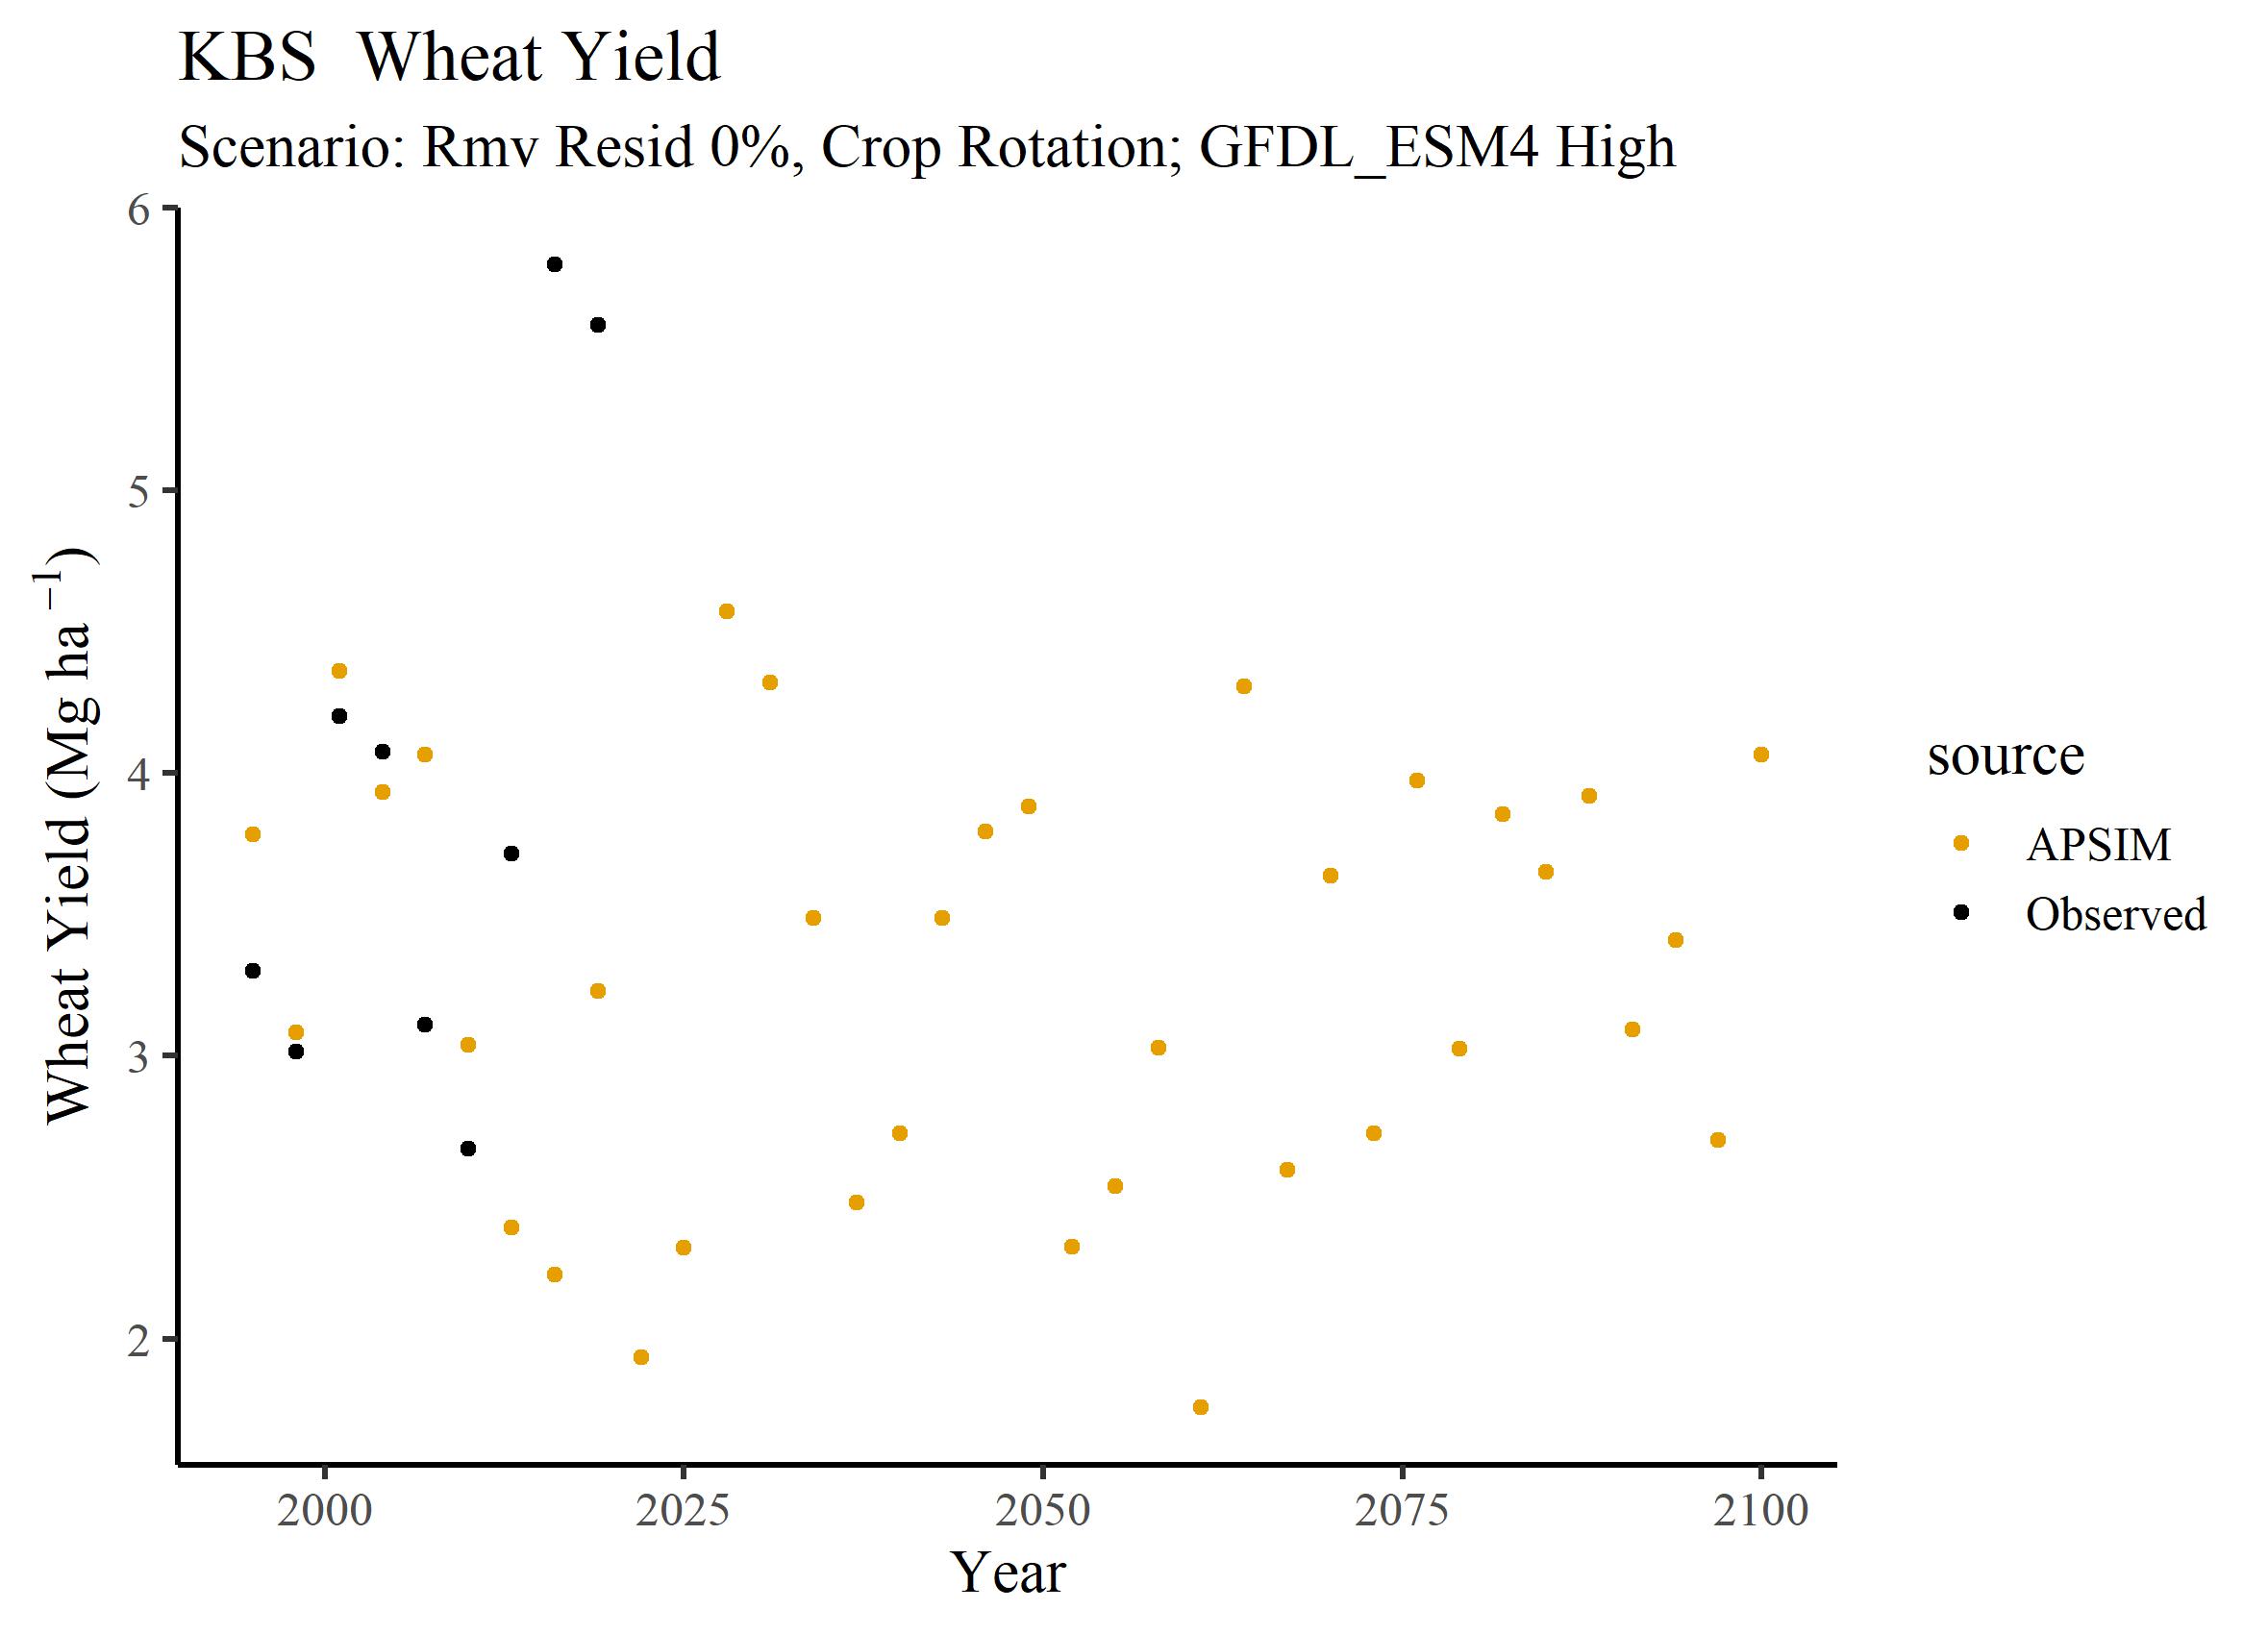 KBS  Wheat Yield
Scenario: Rmv Resid 0%, Crop Rotation; GFDL_ESM4 High
6
5
4
3
2
Wheat Yield (Mg ha⁻¹)
2000 2025 2050 2075 2100
Year
source
APSIM
Observed